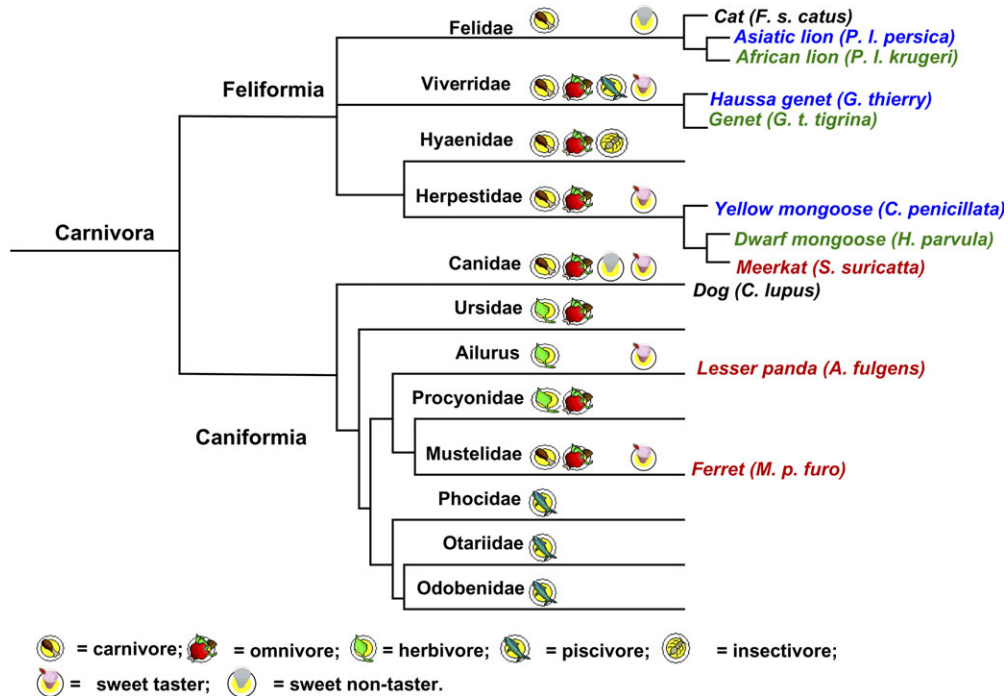 Felidae
Cat (F. s. catus)
Asiatic lion (P. l. persica)
African lion (P. l. krugeri)
Feliformia
Viverridae
Haussa genet (G. thierry)
Genet (G. t. tigrina)
Hyaenidae
Herpestidae
Yellow mongoose (C. penicillata)
Carnivora
Dwarf mongoose (H. parvula)
Canidae
Meerkat (S. suricatta)
Dog (C. lupus)
Ursidae
Ailurus
Lesser panda (A. fulgens)
Procyonidae
Caniformia
Mustelidae
Ferret (M. p. furo)
Phocidae
Otariidae
Odobenidae
= carnivore; = omnivore; = herbivore; = piscivore; = insectivore;
= sweet taster; = sweet non-taster.